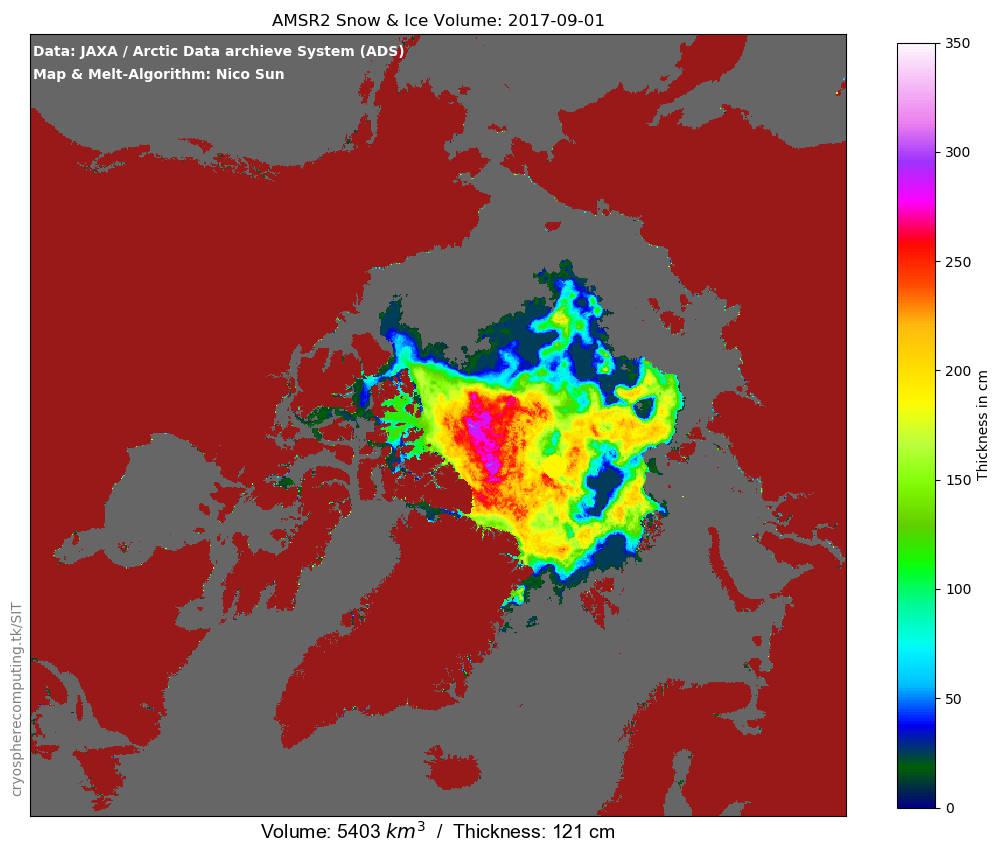 AMSR2 Snow & Ice Volume: 2017-09-01
Data: JAXA / Arctic Data archieve System (ADS)
Map & Melt-Algorithm: Nico Sun
350
300
250
200
150
100
50
0
Thickness in cm
cryospherecomputing.tk/SIT
Volume: 5403 km³ / Thickness: 121 cm